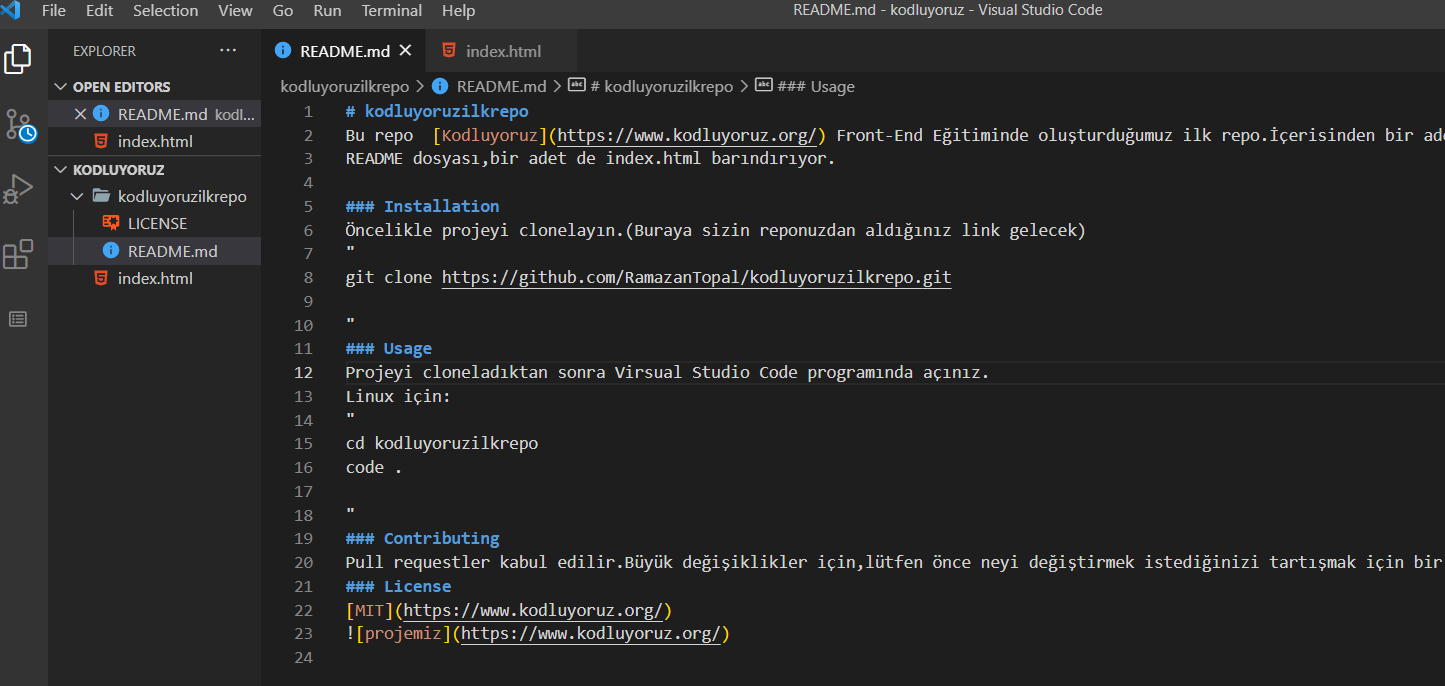 File Edit Selection View Go Run Terminal Help README.md - kodluyoruz - Visual Studio Code
EXPLORER ···
README.md
index.html
OPEN EDITORS
README.md kodl...
index.html
KODLUYORUZ
kodluyoruzilkrepo
LICENSE
README.md
index.html
kodluyoruzilkrepo > README.md > # kodluyoruzilkrepo > ### Usage
1 # kodluyoruzilkrepo
2 Bu repo  [Kodluyoruz](https://www.kodluyoruz.org/) Front-End Eğitiminde oluşturduğumuz ilk repo.İçerisinden bir ade
3 README dosyası,bir adet de index.html barındırıyor.
4
5 ### Installation
6 Öncelikle projeyi clonelayın.(Buraya sizin reponuzdan aldığınız link gelecek)
7 "
8 git clone https://github.com/RamazanTopal/kodluyoruzilkrepo.git
9
10 "
11 ### Usage
12 Projeyi cloneladıktan sonra Virsual Studio Code programında açınız.
13 Linux için:
14 "
15 cd kodluyoruzilkrepo
16 code .
17
18 "
19 ### Contributing
20 Pull requestler kabul edilir.Büyük değişiklikler için,lütfen önce neyi değiştirmek istediğinizi tartışmak için bir
21 ### License
22 [MIT](https://www.kodluyoruz.org/)
23 ![projemiz](https://www.kodluyoruz.org/)
24